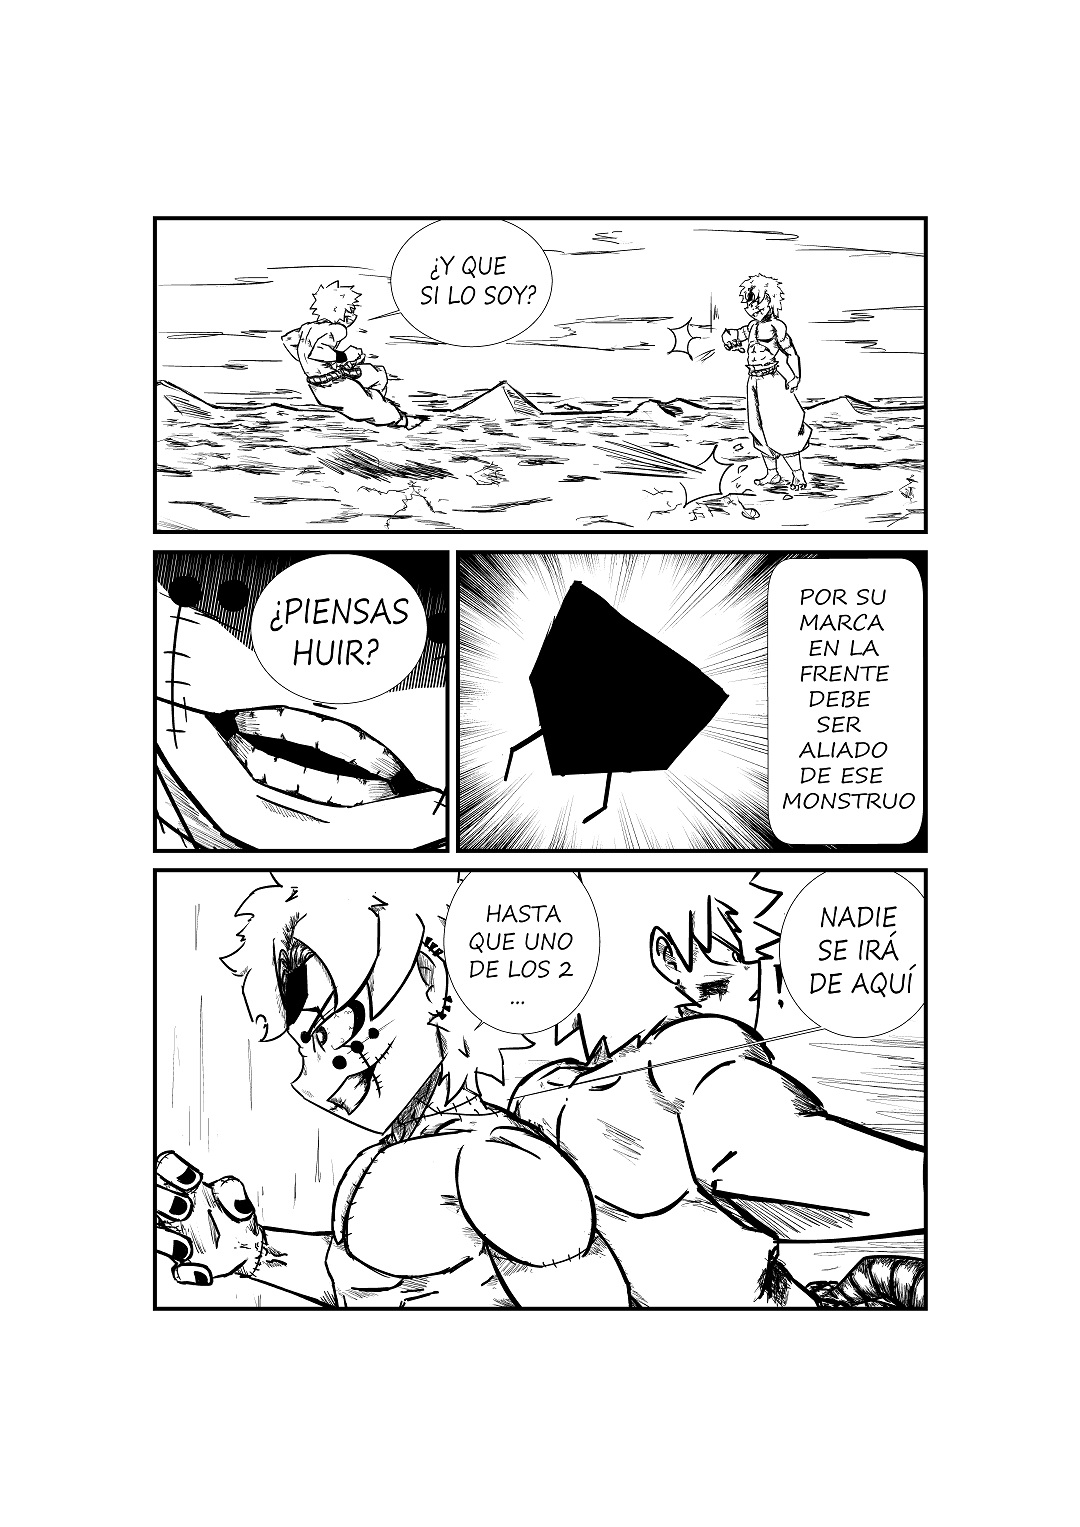 ¿Y QUE
SI LO SOY?
POR SU
MARCA
EN LA
FRENTE
DEBE
SER
ALIADO
DE ESE
MONSTRUO
¿PIENSAS
HUIR?
NADIE
SE IRÁ
DE AQUÍ
HASTA
QUE UNO
DE LOS 2
...